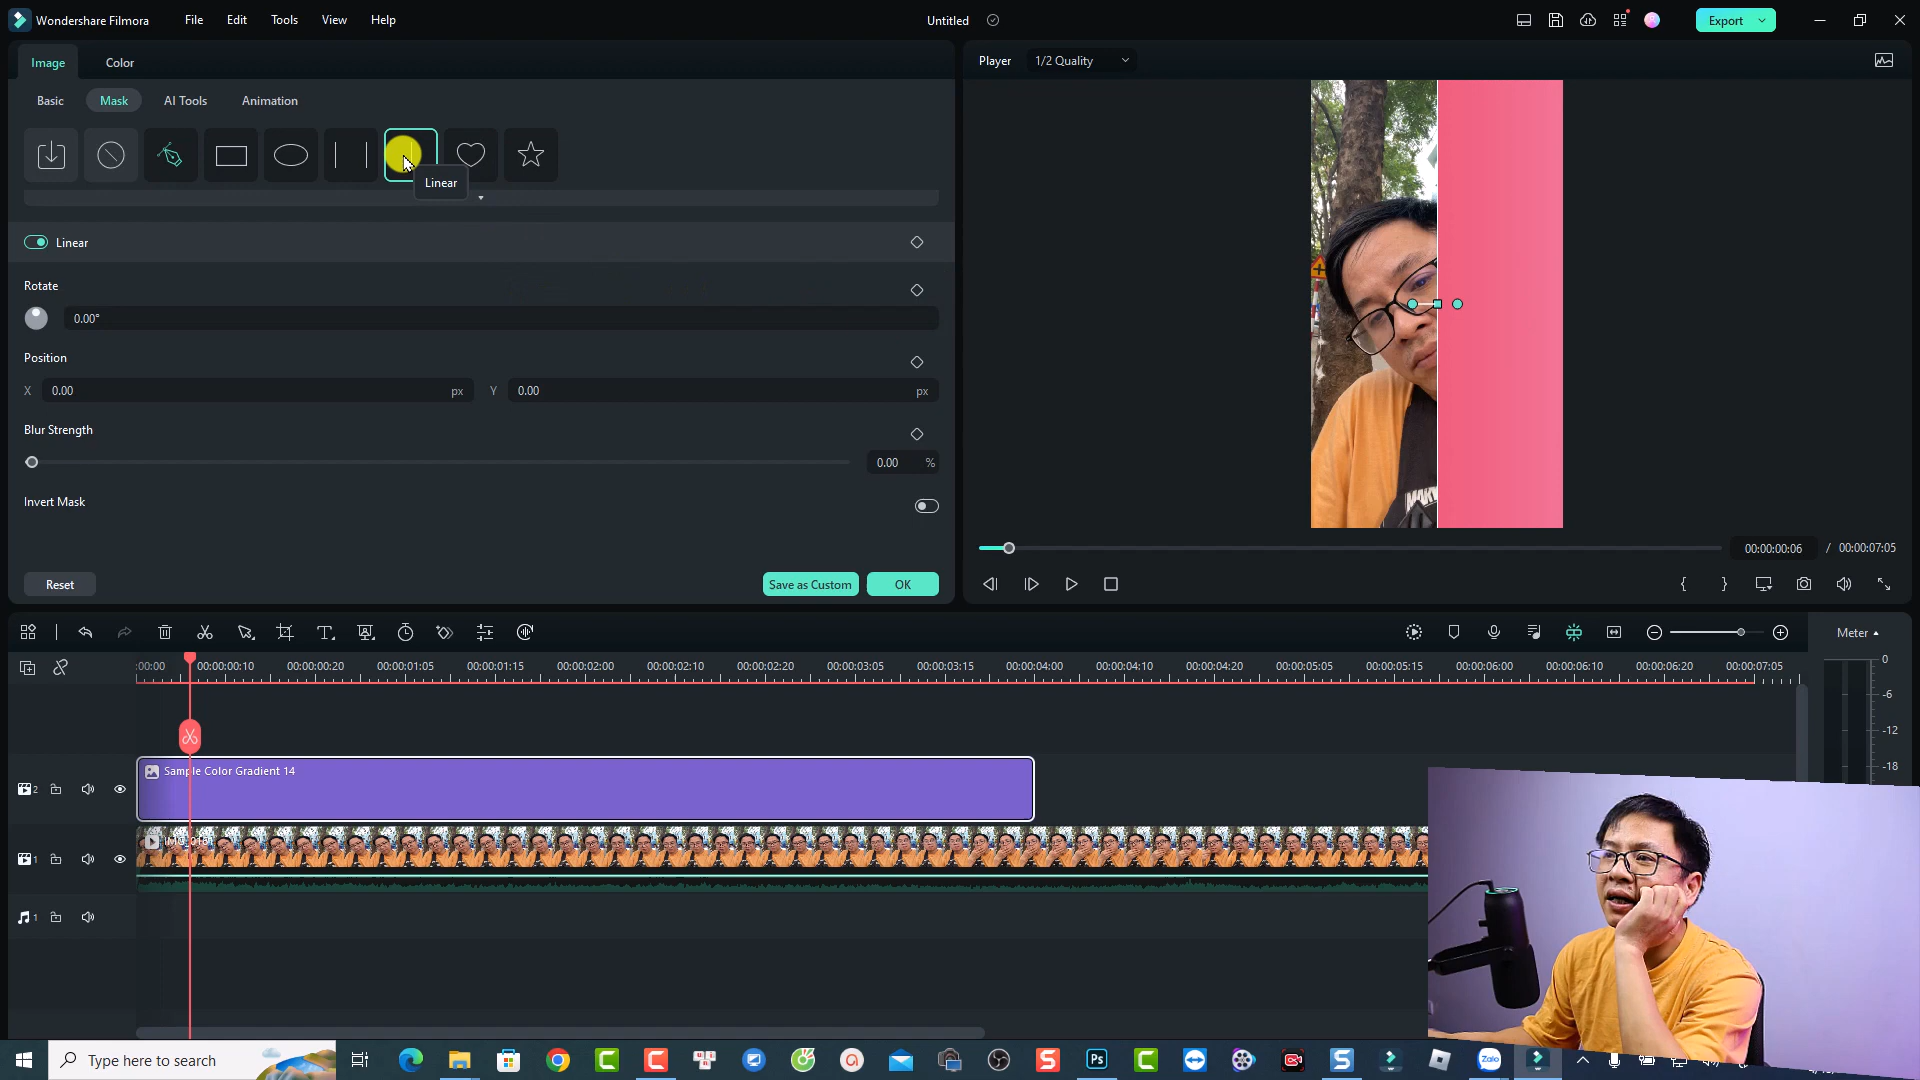 Wondershare Filmora File Edit Tools View Help Untitled Export
Image Color
Player 1/2 Quality
Basic Mask AI Tools Animation
Linear
Linear
Rotate
0.00°
Position
X 0.00 px Y 0.00 px
Blur Strength
0.00 %
Invert Mask
00:00:00:06 / 00:00:07:05
Reset Save as Custom OK
Meter
:00:00 00:00:00:10 00:00:00:20 00:00:01:05 00:00:01:15 00:00:02:00 00:00:02:10 00:00:02:20 00:00:03:05 00:00:03:15 00:00:04:00 00:00:04:10 00:00:04:20 00:00:05:05 00:00:05:15 00:00:06:00 00:00:06:10 00:00:06:20 00:00:07:05
0
-6
-12
-18
Sample Color Gradient 14
2
1
1
Type here to search
Ps
Zalo